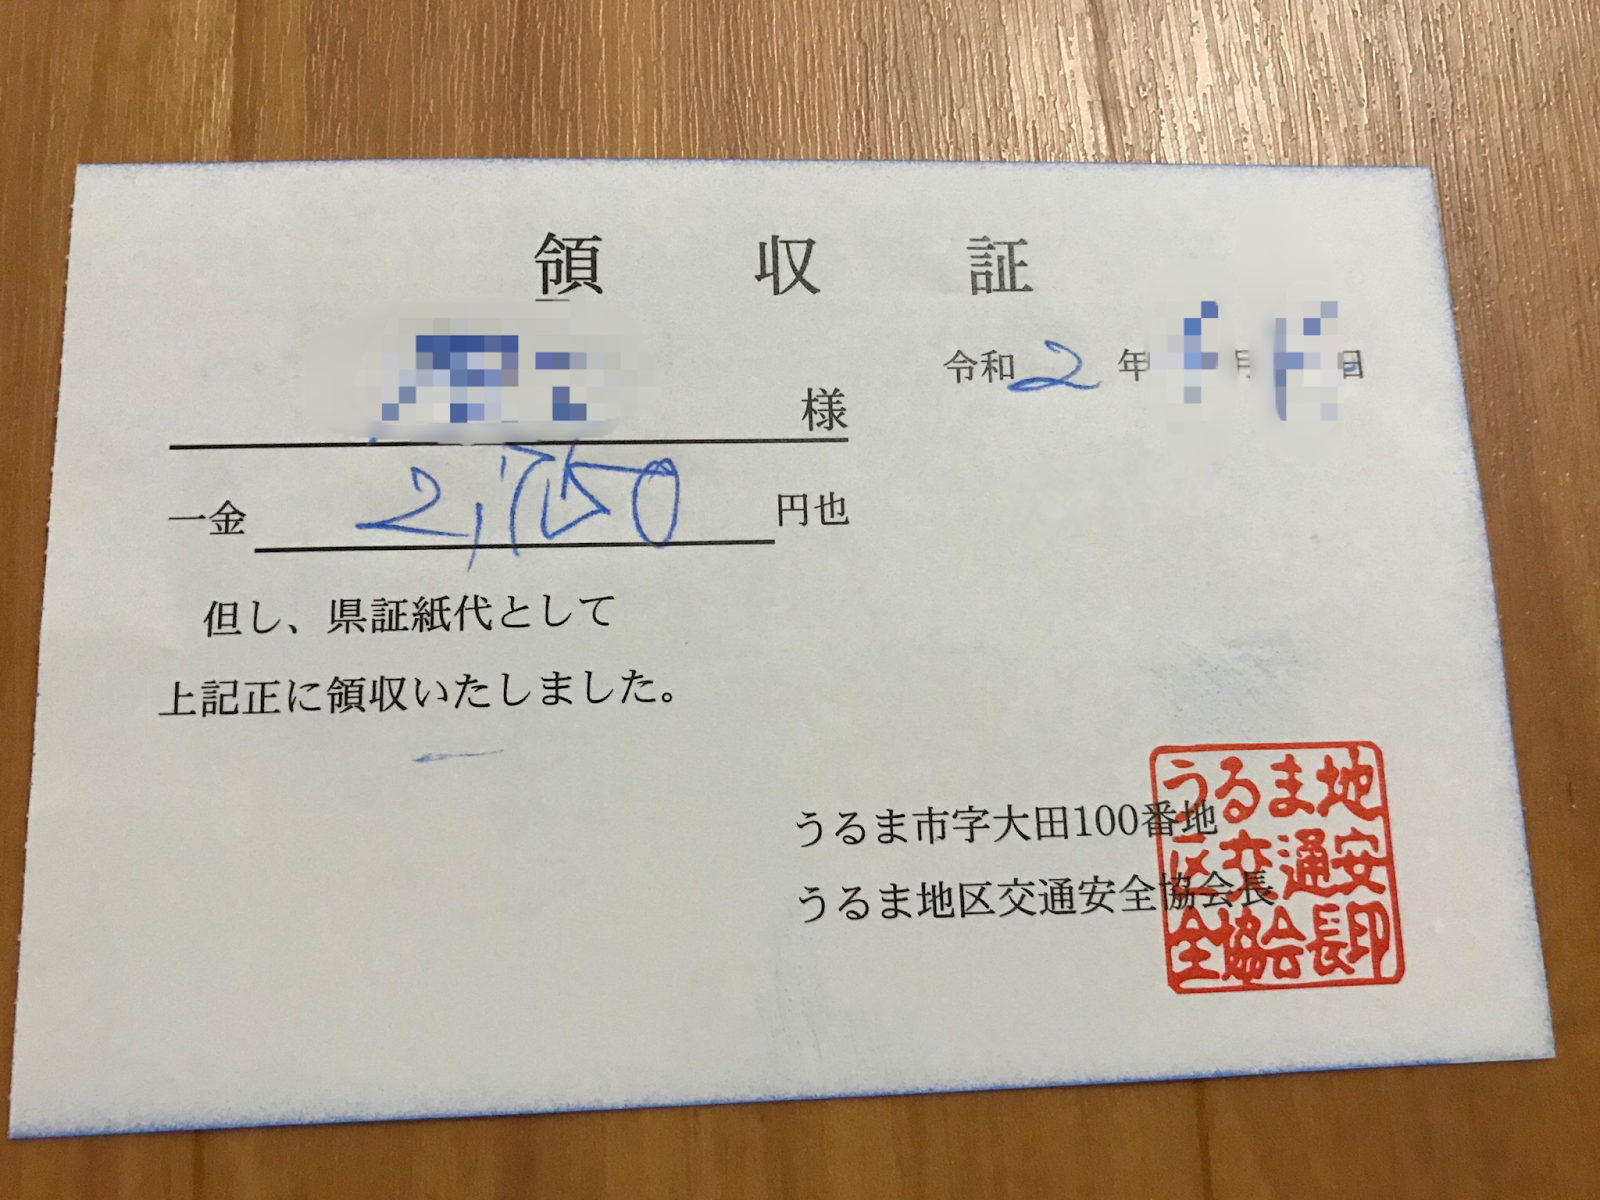 領収証
令和2年 月 日
様
一金 2,750 円也
但し、県証紙代として
上記正に領収いたしました。
うるま市字大田100番地
うるま地区交通安全協会長
うるま地
区交通安
全協会長印